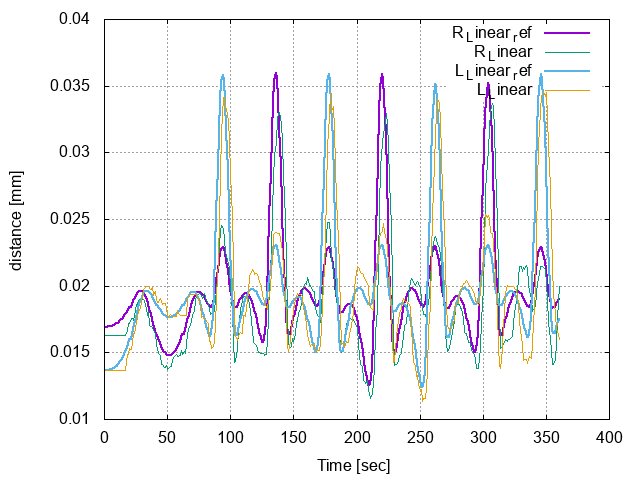 0.04
0.035
0.03
0.025
0.02
0.015
0.01
0 50 100 150 200 250 300 350 400
distance [mm]
Time [sec]
R_Linear_ref
R_Linear
L_Linear_ref
L_Linear